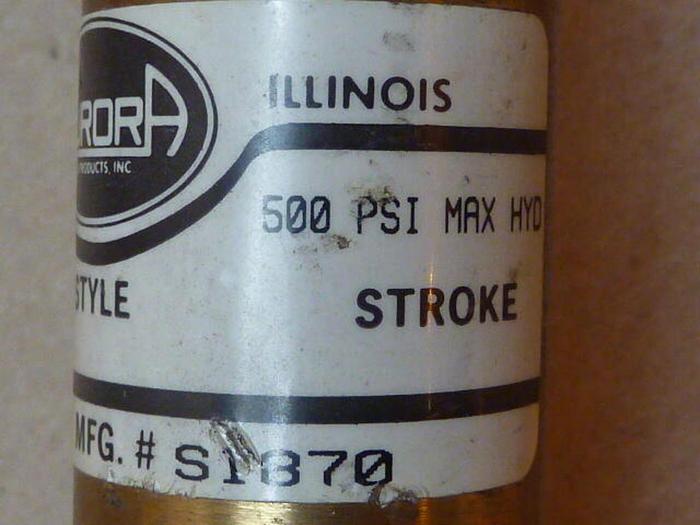 ILLINOIS
RORA
PRODUCTS, INC
500 PSI MAX HYD
STYLE STROKE
MFG. # S1870